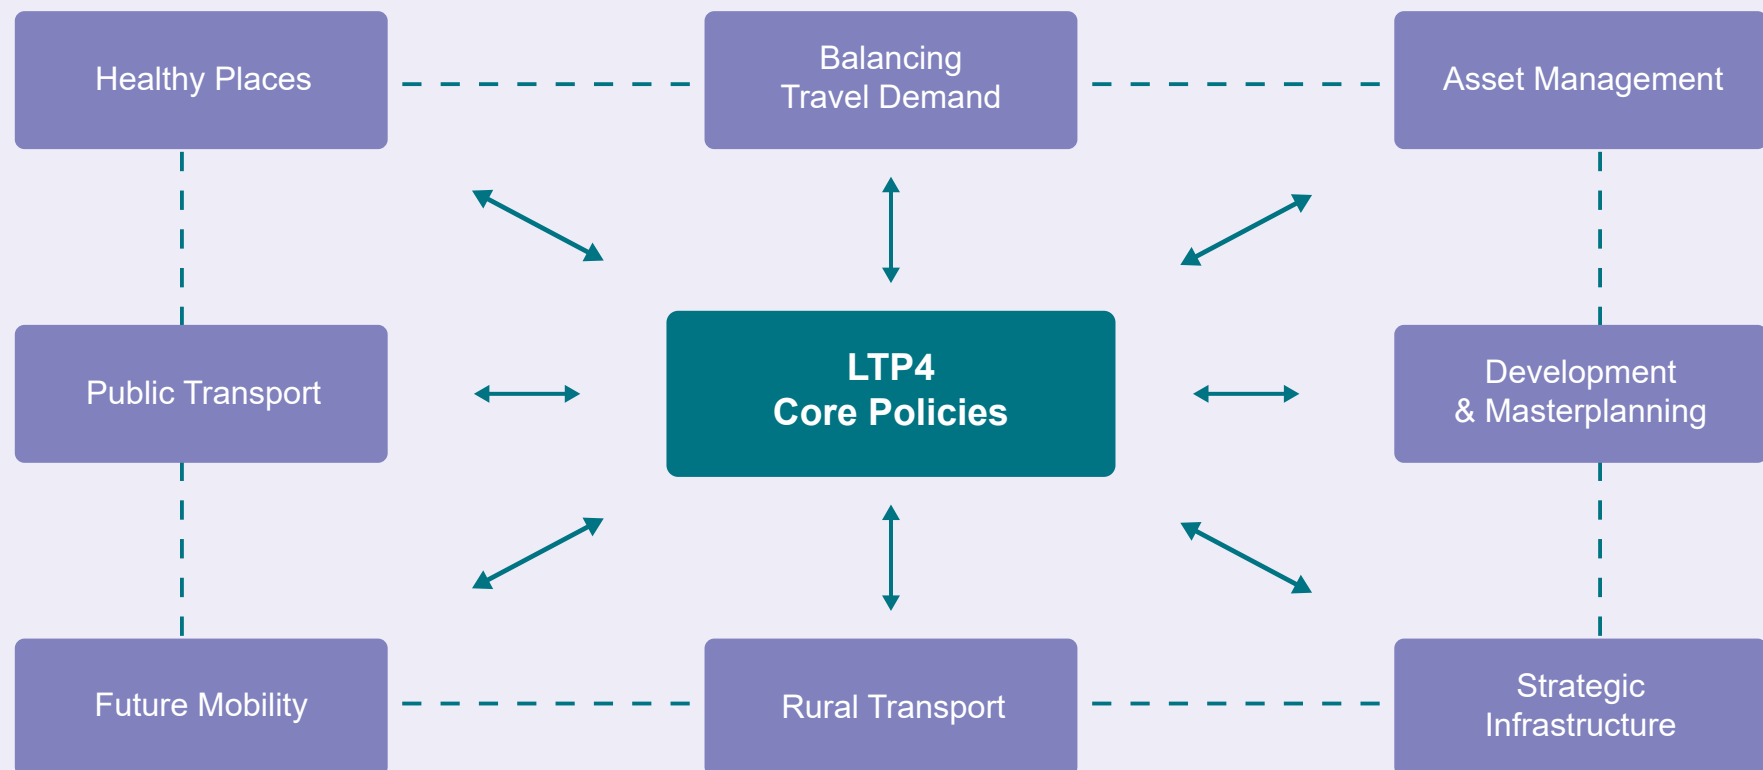 Healthy Places
Balancing
Travel Demand
Asset Management
Public Transport
LTP4
Core Policies
Development
& Masterplanning
Future Mobility
Rural Transport
Strategic
Infrastructure